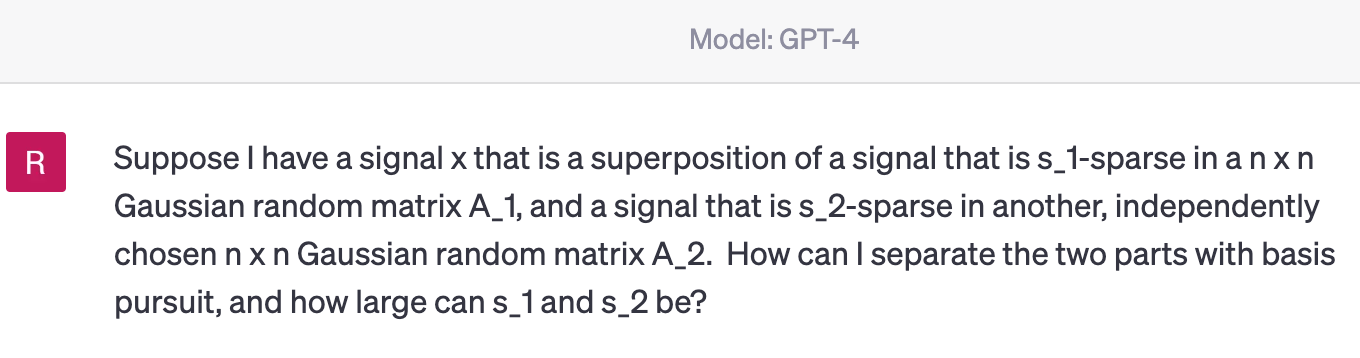 Model: GPT-4
R
Suppose I have a signal x that is a superposition of a signal that is s_1-sparse in a n x n
Gaussian random matrix A_1, and a signal that is s_2-sparse in another, independently
chosen n x n Gaussian random matrix A_2.  How can I separate the two parts with basis
pursuit, and how large can s_1 and s_2 be?